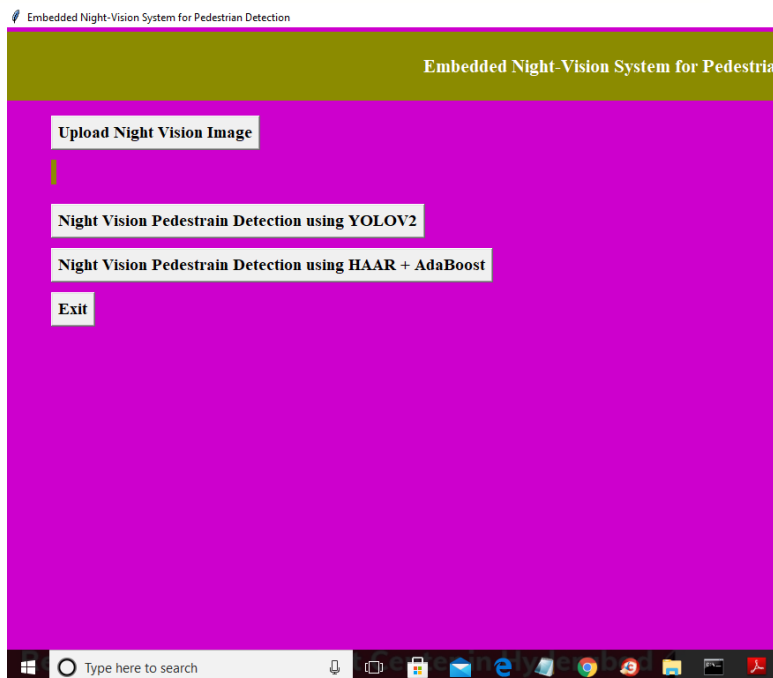 Embedded Night-Vision System for Pedestrian Detection
Embedded Night-Vision System for Pedestria
Upload Night Vision Image
Night Vision Pedestrain Detection using YOLOV2
Night Vision Pedestrain Detection using HAAR + AdaBoost
Exit
Type here to search